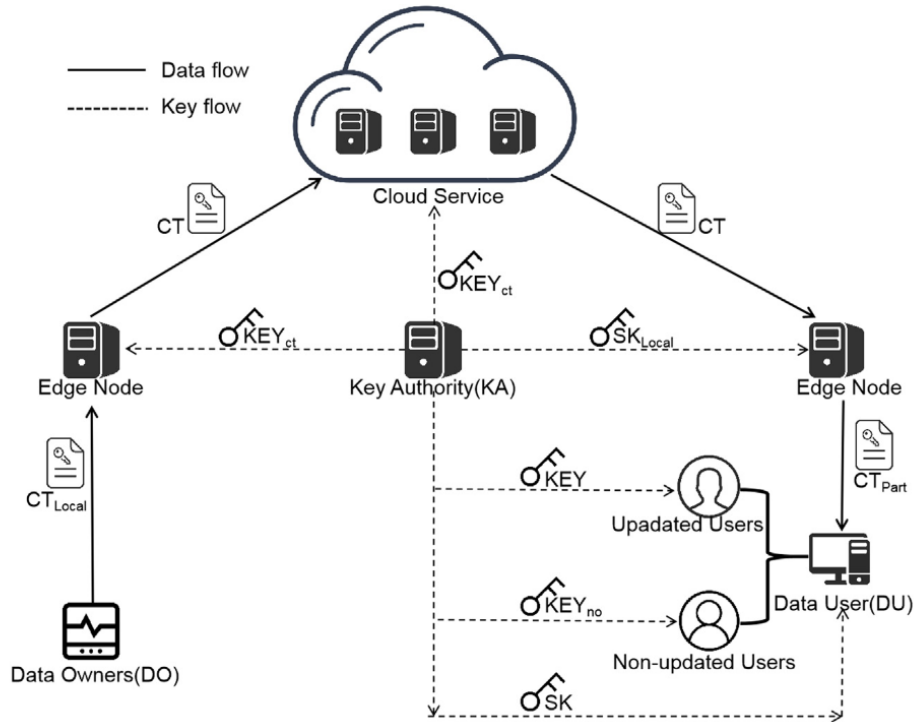 Data flow
Key flow
Cloud Service
CT
CT
KEYct
KEYct
SKLocal
Edge Node
Key Authority(KA)
Edge Node
CTLocal
KEY
CTPart
Upadated Users
KEYno
Data User(DU)
Non-updated Users
Data Owners(DO)
SK